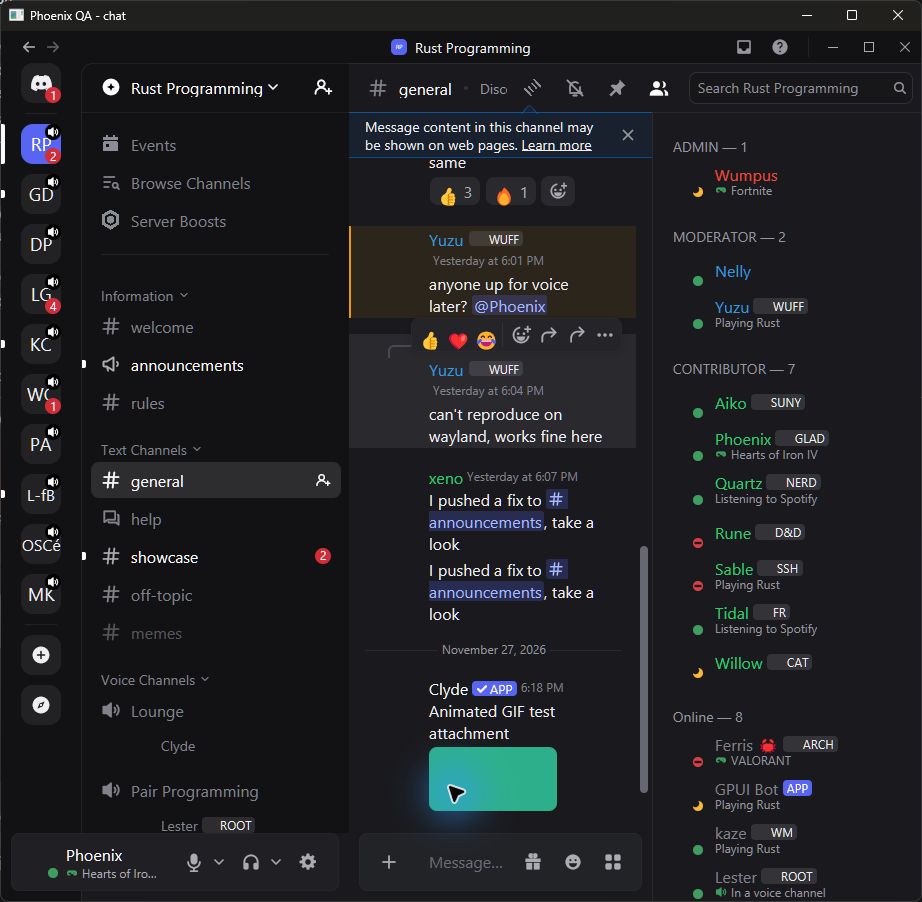 Phoenix QA - chat
RP Rust Programming
1
RP
2
GD
DP
LG
4
KC
WC
1
PA
L-fB
OSCé
MK
Rust Programming
Events
Browse Channels
Server Boosts
Information
welcome
announcements
rules
Text Channels
general
help
showcase 2
off-topic
memes
Voice Channels
Lounge
Clyde
Pair Programming
Lester ROOT
Phoenix
Hearts of Iro...
# general Disco
Search Rust Programming
Message content in this channel may
be shown on web pages. Learn more
same
👍 3 🔥 1
Yuzu WUFF
Yesterday at 6:01 PM
anyone up for voice
later? @Phoenix
Yuzu WUFF
Yesterday at 6:04 PM
can't reproduce on
wayland, works fine here
xeno Yesterday at 6:07 PM
I pushed a fix to #
announcements, take a
look
I pushed a fix to #
announcements, take a
look
November 27, 2026
Clyde APP 6:18 PM
Animated GIF test
attachment
Message...
ADMIN — 1
Wumpus
Fortnite
MODERATOR — 2
Nelly
Yuzu WUFF
Playing Rust
CONTRIBUTOR — 7
Aiko SUNY
Phoenix GLAD
Hearts of Iron IV
Quartz NERD
Listening to Spotify
Rune D&D
Sable SSH
Playing Rust
Tidal FR
Listening to Spotify
Willow CAT
Online — 8
Ferris 🦀 ARCH
VALORANT
GPUI Bot APP
Playing Rust
kaze WM
Playing Rust
Lester ROOT
In a voice channel